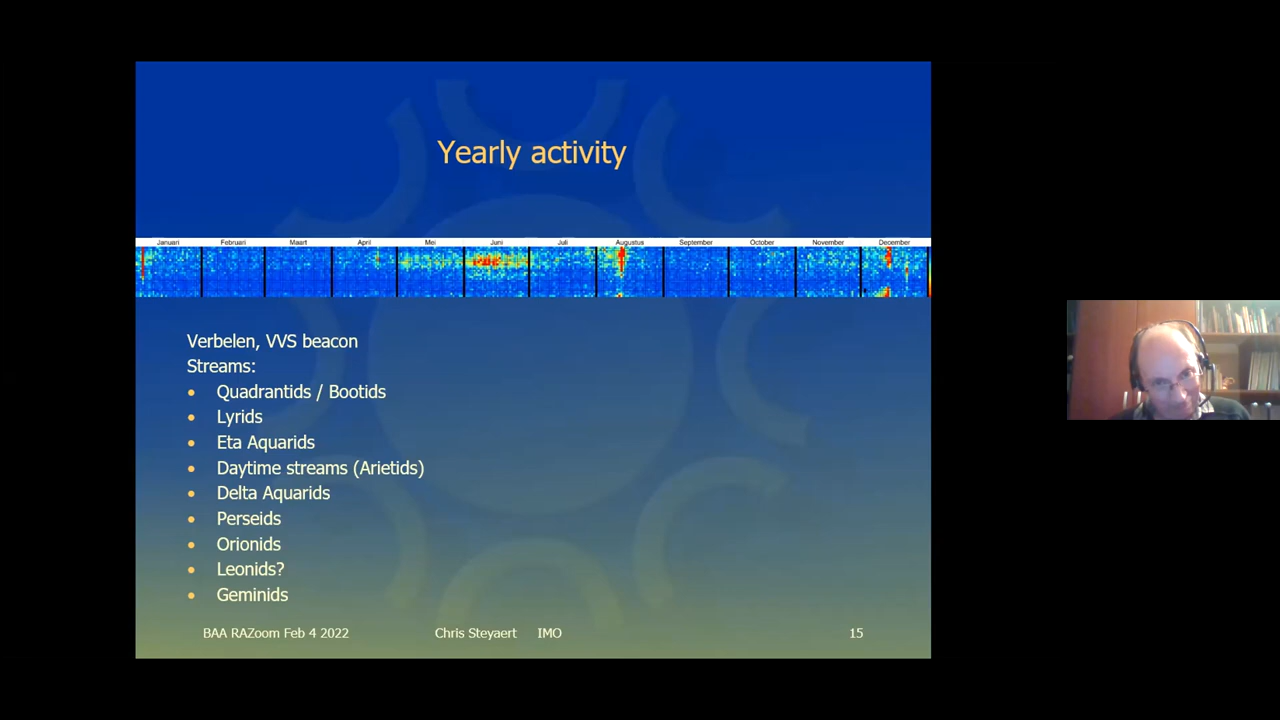 Yearly activity
Januari Februari Maart April Mei Juni Juli Augustus September October November December
Verbelen, VVS beacon
Streams:
• Quadrantids / Bootids
• Lyrids
• Eta Aquarids
• Daytime streams (Arietids)
• Delta Aquarids
• Perseids
• Orionids
• Leonids?
• Geminids
BAA RAZoom Feb 4 2022 Chris Steyaert IMO 15